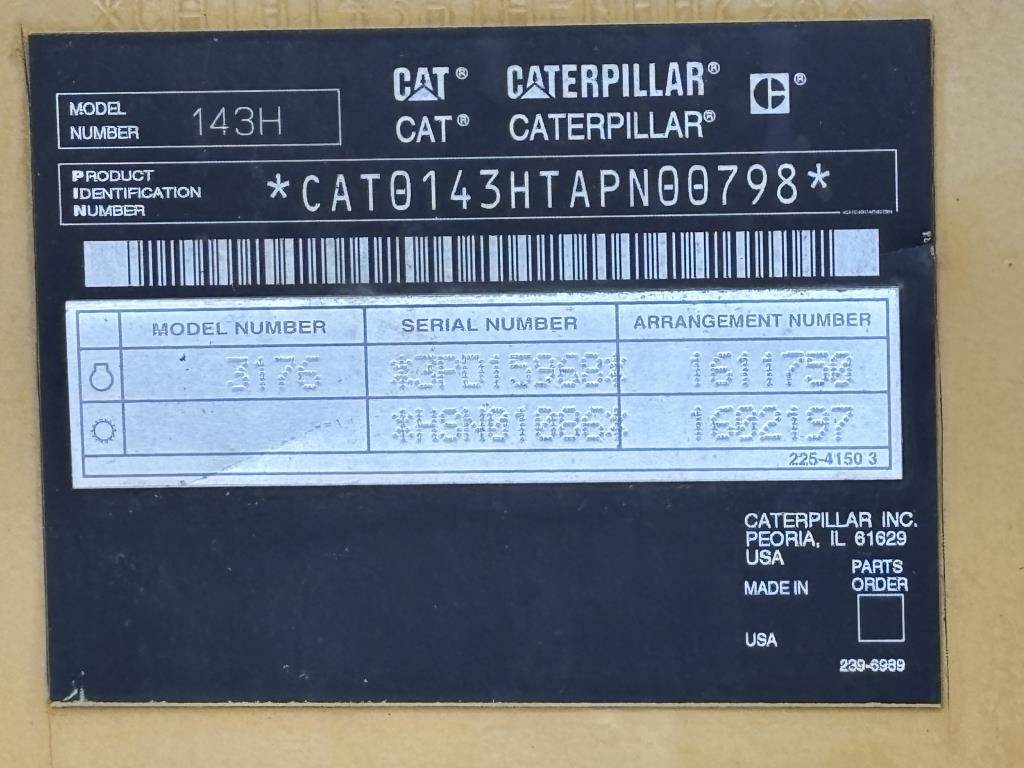 CAT® CATERPILLAR® ®
MODEL
NUMBER 143H
CAT® CATERPILLAR®
PRODUCT
IDENTIFICATION
NUMBER
*CAT0143HTAPN00798*
MODEL NUMBER SERIAL NUMBER ARRANGEMENT NUMBER
3176 1611750
1602197
225-4150 3
CATERPILLAR INC.
PEORIA, IL 61629
USA
PARTS
ORDER
MADE IN
USA
239-6989